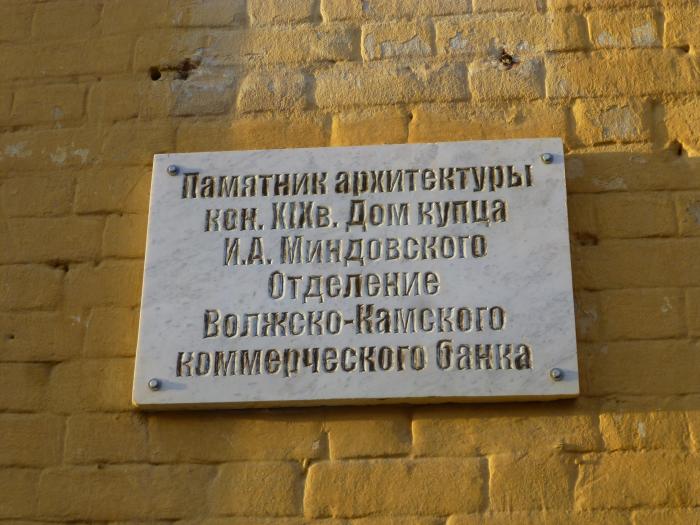 Памятник архитектуры
кон. XIXв. Дом купца
И.А. Миндовского
Отделение
Волжско-Камского
коммерческого банка